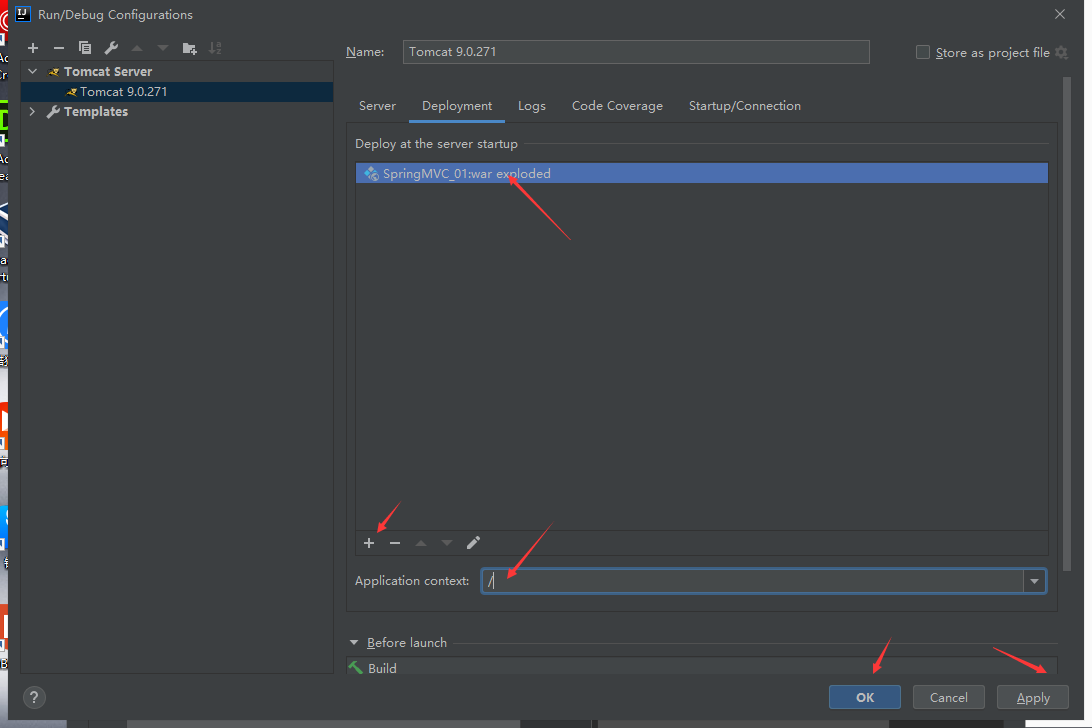 Run/Debug Configurations
Name: Tomcat 9.0.271
Store as project file
Tomcat Server
Tomcat 9.0.271
Templates
Server Deployment Logs Code Coverage Startup/Connection
Deploy at the server startup
SpringMVC_01:war exploded
Application context: /
Before launch
Build
?
OK Cancel Apply